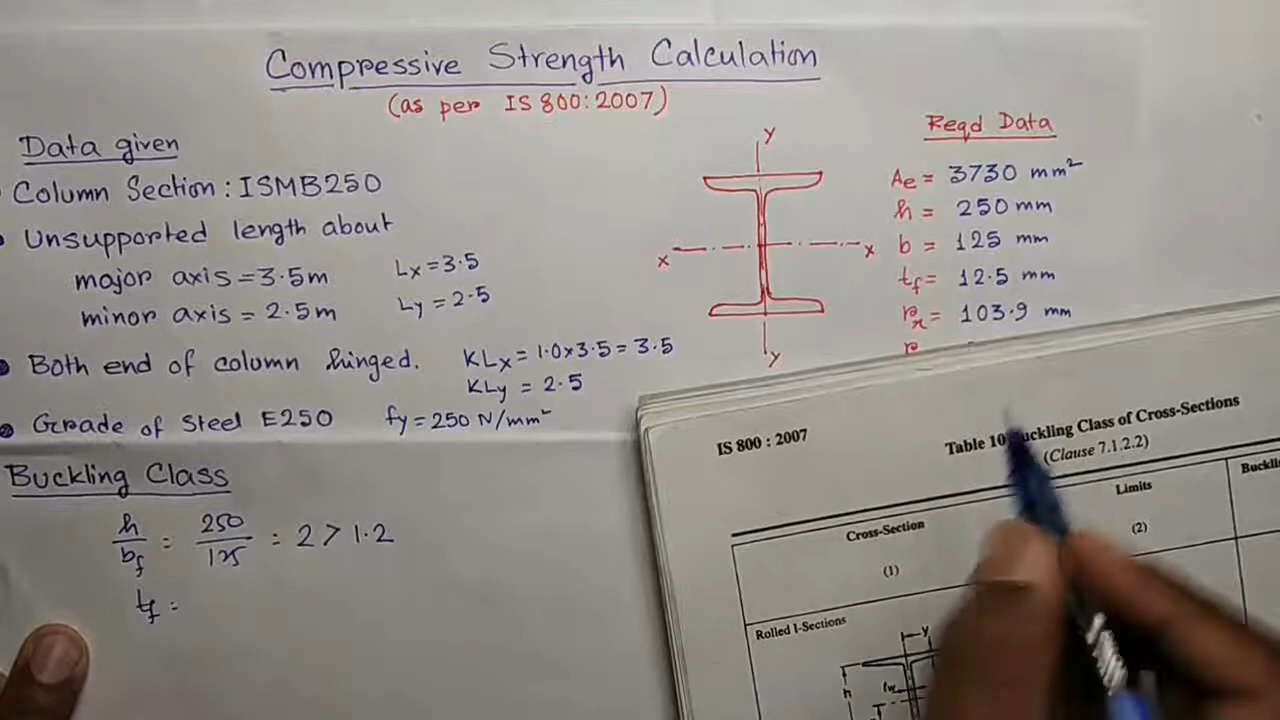 Compressive Strength Calculation
(as per IS 800:2007)
Data given
Column Section : ISMB250
Unsupported length about
major axis = 3.5m Lx = 3.5
minor axis = 2.5m Ly = 2.5
Both end of column hinged. KLx = 1.0x3.5 = 3.5
KLy = 2.5
Grade of Steel E250 fy = 250 N/mm²
Buckling Class
h/bf = 250/125 = 2 > 1.2
tf =
y
x x
y
Reqd Data
Ae = 3730 mm²
h = 250 mm
b = 125 mm
tf = 12.5 mm
rx = 103.9 mm
r
IS 800 : 2007
Table 10 Buckling Class of Cross-Sections
(Clause 7.1.2.2)
Cross-Section Limits
(1) (2)
Rolled I-Sections
y
h
tw